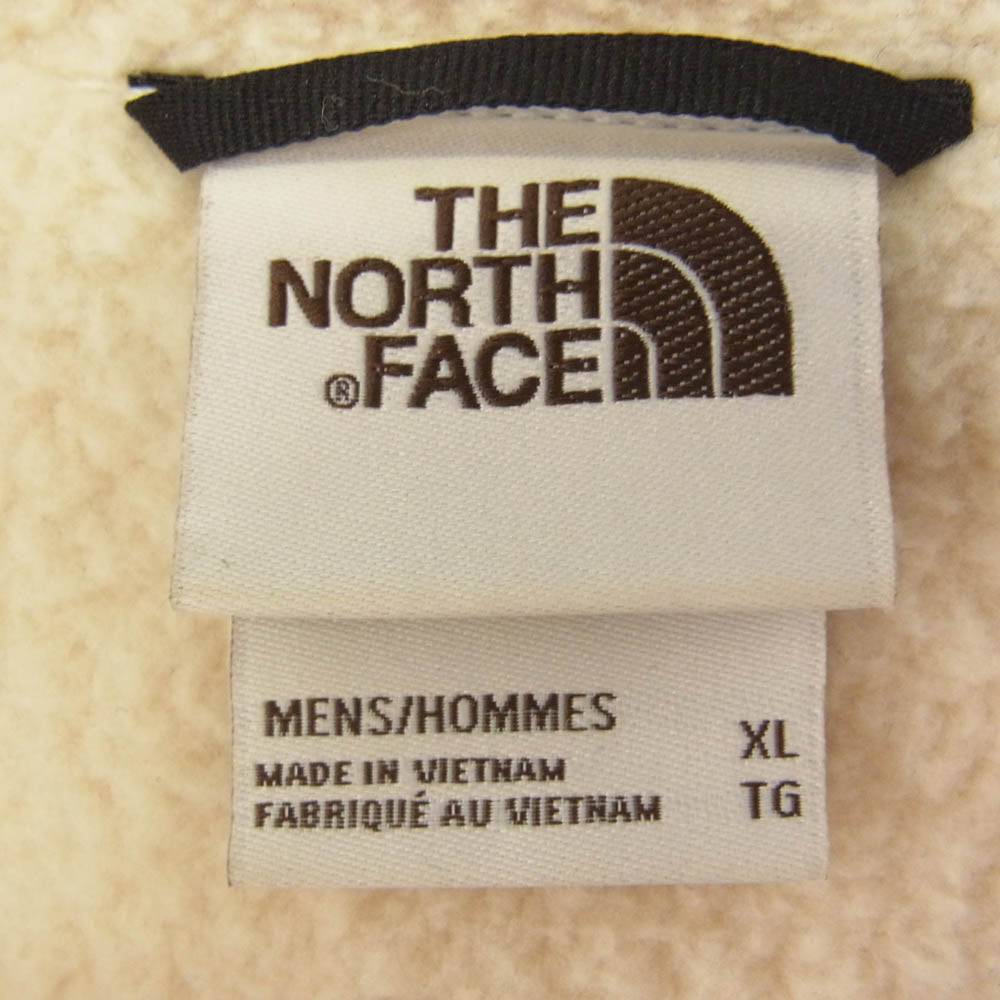 THE
NORTH
®FACE
MENS/HOMMES
MADE IN VIETNAM
FABRIQUÉ AU VIETNAM
XL
TG